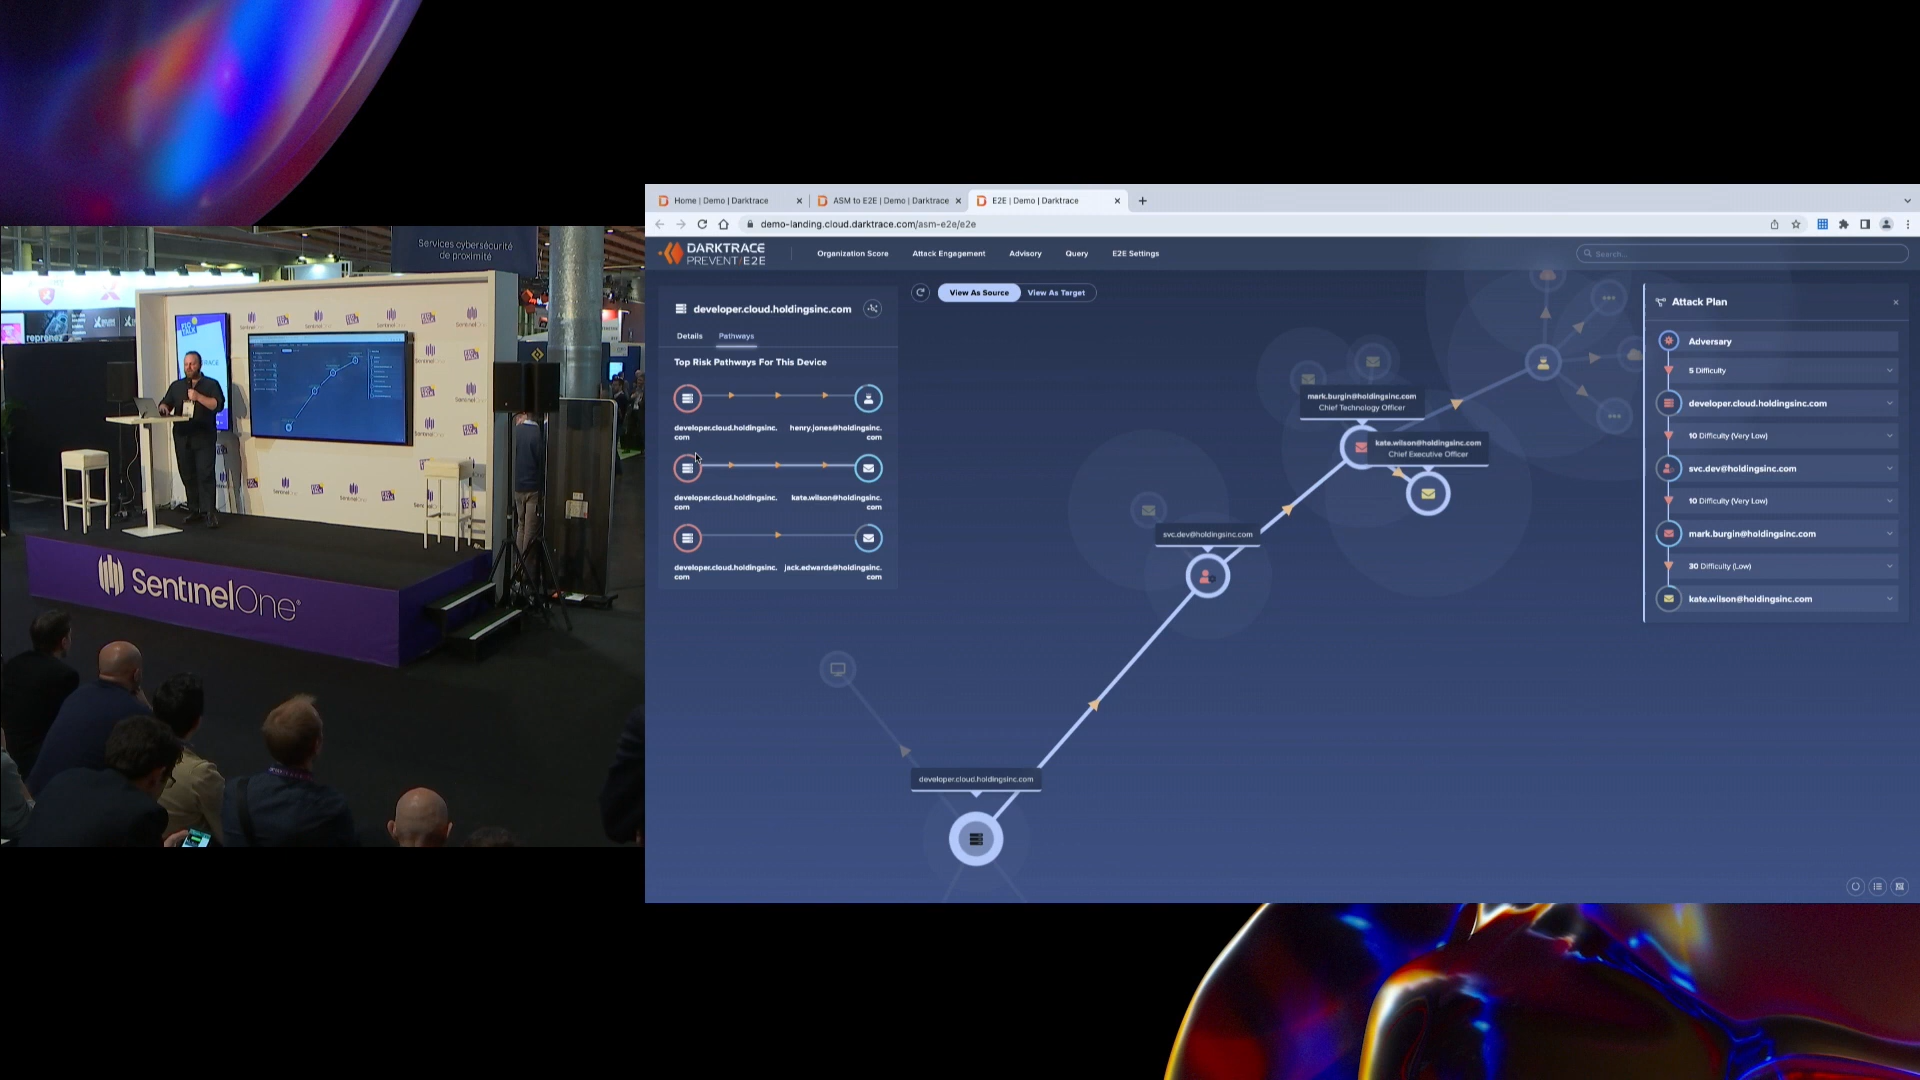 Services cybersécurité
de proximité
SentinelOne
Home | Demo | Darktrace
ASM to E2E | Demo | Darktrace
E2E | Demo | Darktrace
demo-landing.cloud.darktrace.com/asm-e2e/e2e
DARKTRACE
PREVENT/E2E
Organization Score
Attack Engagement
Advisory
Query
E2E Settings
Search...
developer.cloud.holdingsinc.com
Details
Pathways
Top Risk Pathways For This Device
developer.cloud.holdingsinc.
com
henry.jones@holdingsinc.
com
developer.cloud.holdingsinc.
com
kate.wilson@holdingsinc.
com
developer.cloud.holdingsinc.
com
jack.edwards@holdingsinc.
com
View As Source
View As Target
mark.burgin@holdingsinc.com
Chief Technology Officer
kate.wilson@holdingsinc.com
Chief Executive Officer
svc.dev@holdingsinc.com
developer.cloud.holdingsinc.com
Attack Plan
Adversary
5 Difficulty
developer.cloud.holdingsinc.com
10 Difficulty (Very Low)
svc.dev@holdingsinc.com
10 Difficulty (Very Low)
mark.burgin@holdingsinc.com
30 Difficulty (Low)
kate.wilson@holdingsinc.com